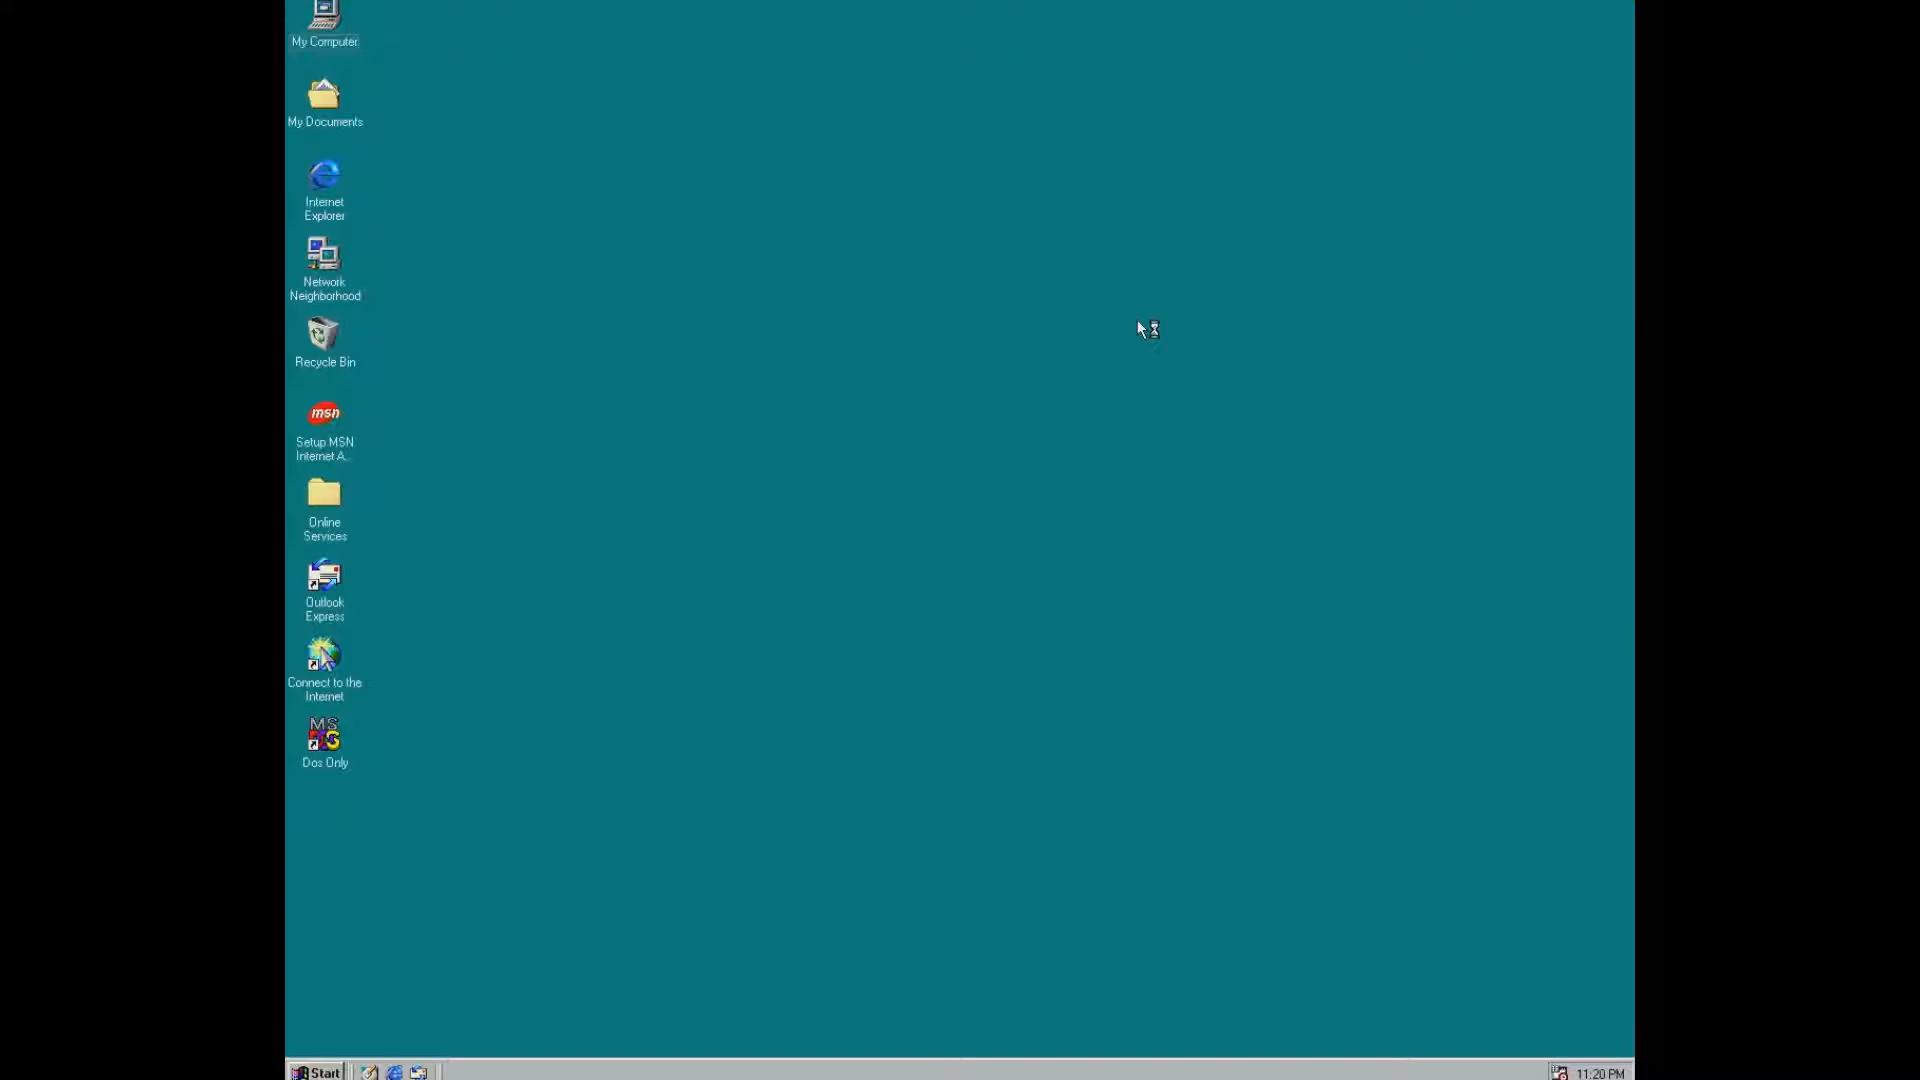 My Computer
My Documents
Internet
Explorer
Network
Neighborhood
Recycle Bin
msn
Setup MSN
Internet A...
Online
Services
Outlook
Express
Connect to the
Internet
MS
Dos Only
Start
11:20 PM